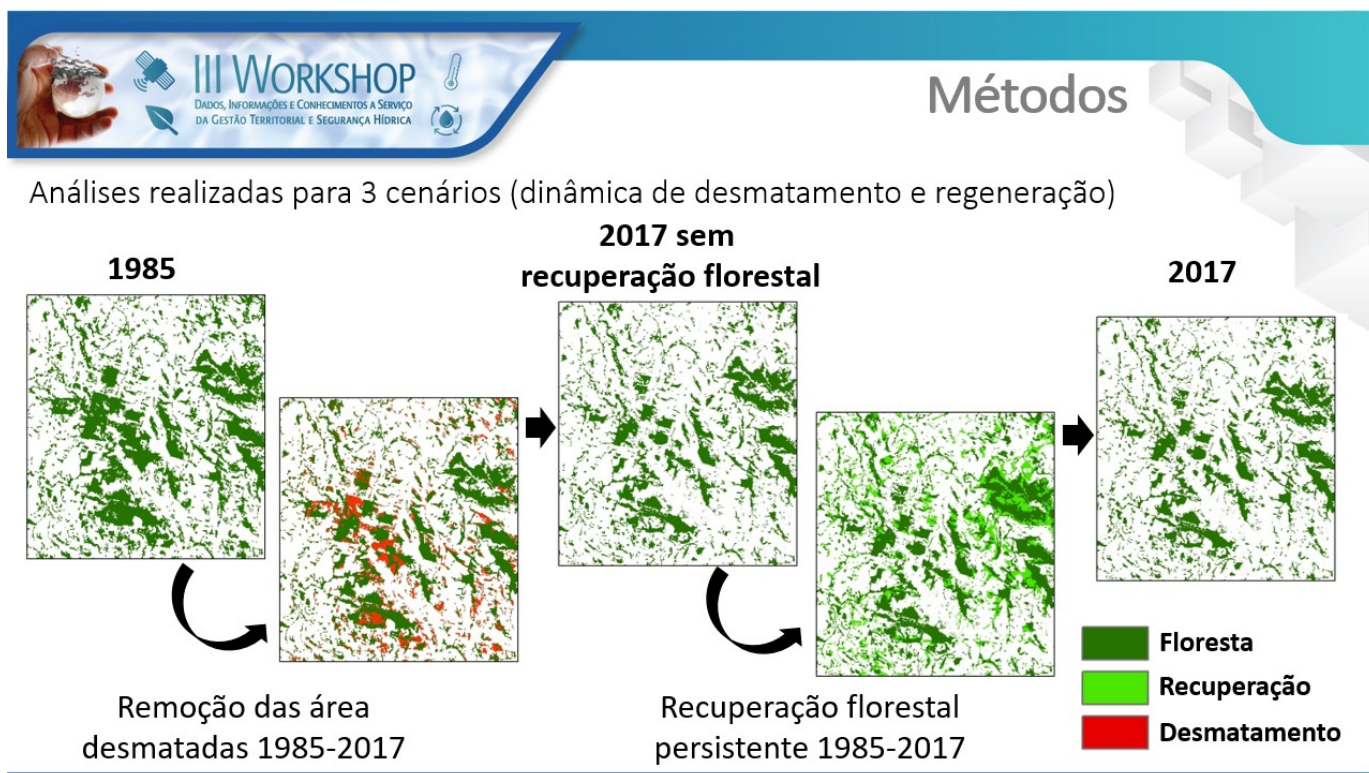 III WORKSHOP
DADOS, INFORMAÇÕES E CONHECIMENTOS A SERVIÇO
DA GESTÃO TERRITORIAL E SEGURANÇA HÍDRICA
Métodos
Análises realizadas para 3 cenários (dinâmica de desmatamento e regeneração)
1985
2017 sem
recuperação florestal
2017
Remoção das área
desmatadas 1985-2017
Recuperação florestal
persistente 1985-2017
Floresta
Recuperação
Desmatamento